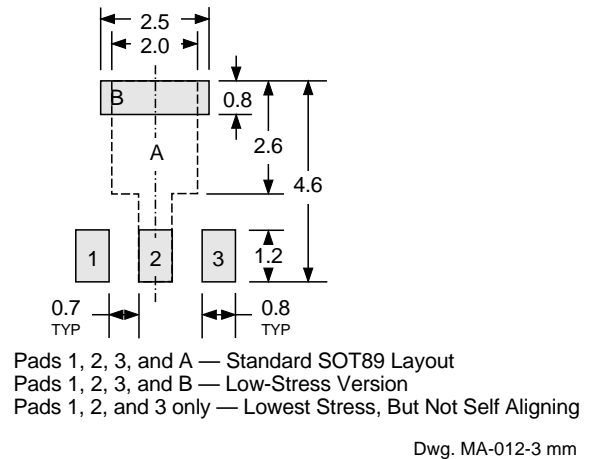 2.5
2.0
B
0.8
A
2.6
4.6
1
2
3
1.2
0.7
TYP
0.8
TYP
Pads 1, 2, 3, and A — Standard SOT89 Layout
Pads 1, 2, 3, and B — Low-Stress Version
Pads 1, 2, and 3 only — Lowest Stress, But Not Self Aligning
Dwg. MA-012-3 mm